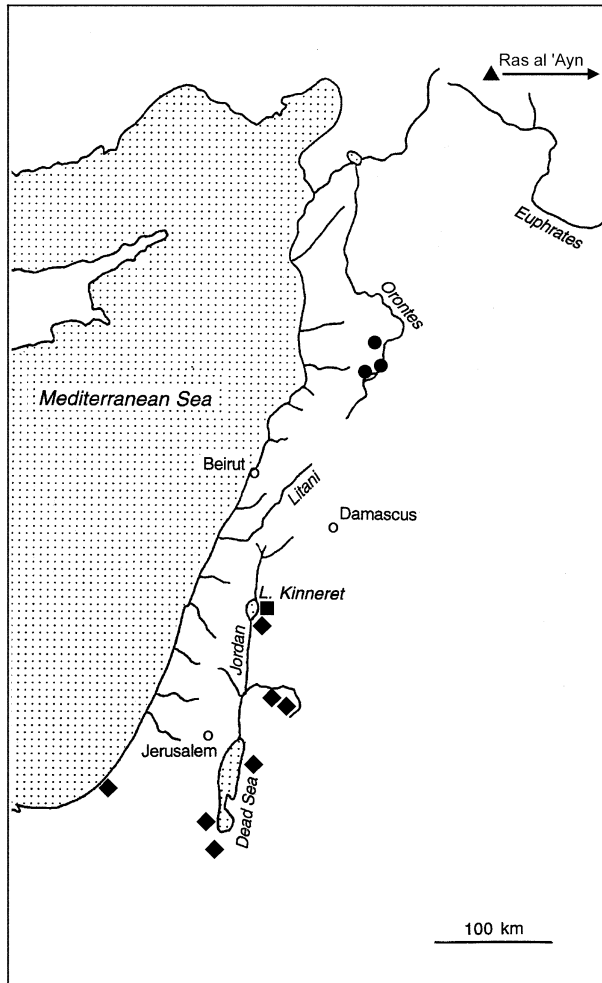 Ras al 'Ayn
Euphrates
Orontes
Mediterranean Sea
Beirut
Litani
Damascus
L. Kinneret
Jordan
Jerusalem
Dead Sea
100 km